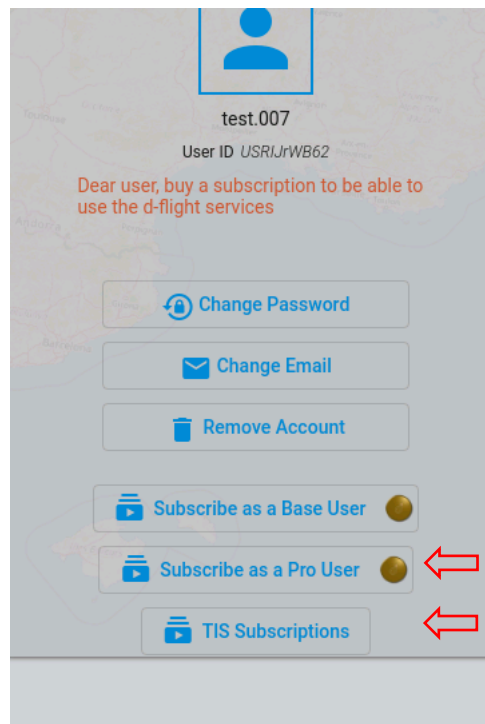 test.007
User ID USRIJrWB62
Dear user, buy a subscription to be able to
use the d-flight services
Change Password
Change Email
Remove Account
Subscribe as a Base User
Subscribe as a Pro User
TIS Subscriptions